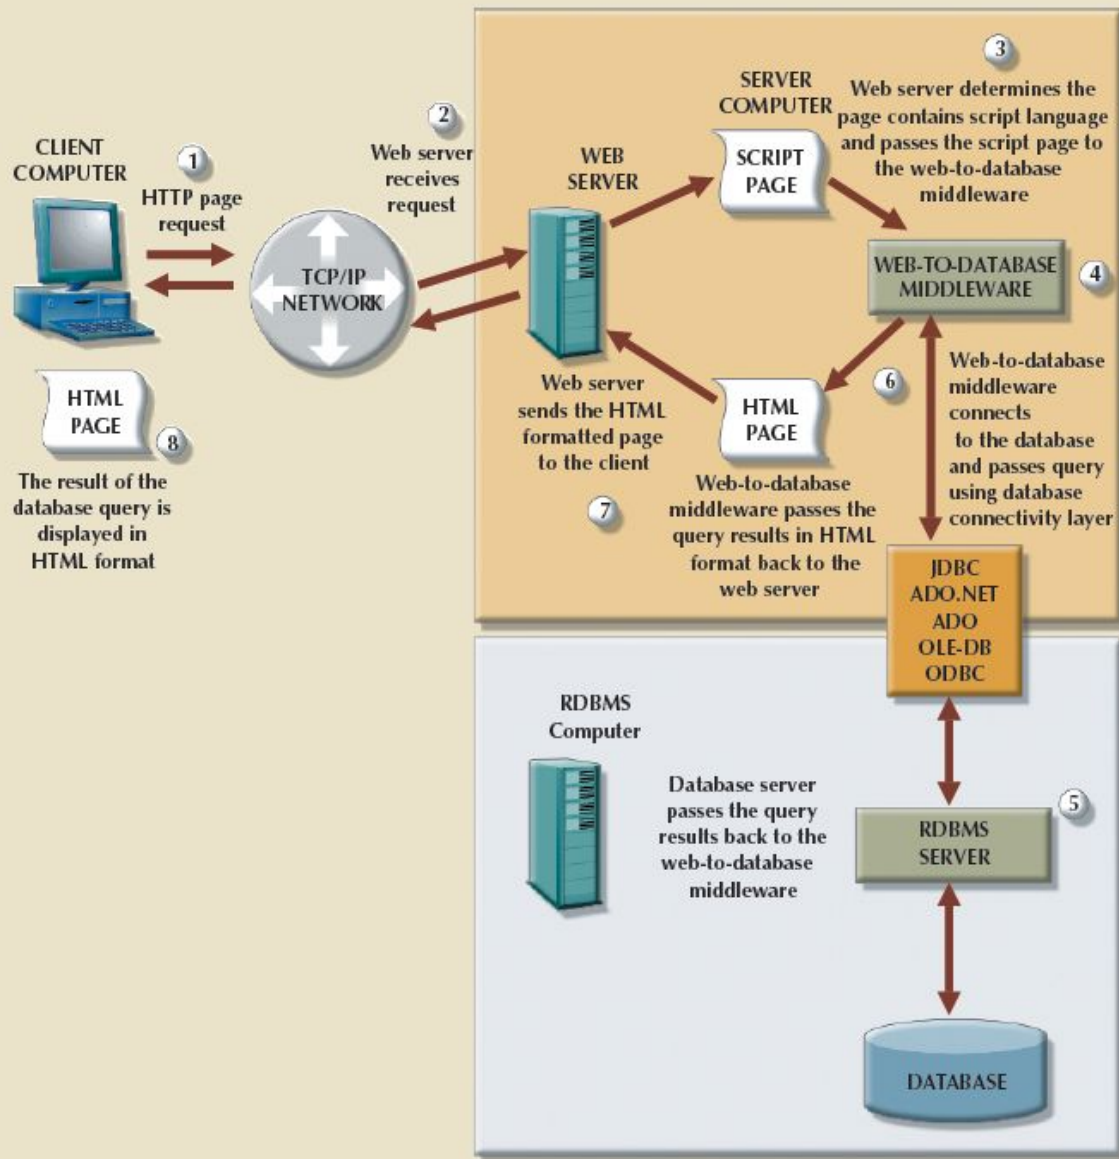 CLIENT
COMPUTER
1
HTTP page
request
2
Web server
receives
request
TCP/IP
NETWORK
WEB
SERVER
SERVER
COMPUTER
SCRIPT
PAGE
3
Web server determines the
page contains script language
and passes the script page to
the web-to-database
middleware
WEB-TO-DATABASE
MIDDLEWARE
4
Web-to-database
middleware
connects
to the database
and passes query
using database
connectivity layer
6
HTML
PAGE
Web-to-database
middleware passes the
query results in HTML
format back to the
web server
Web server
sends the HTML
formatted page
to the client
7
HTML
PAGE
8
The result of the
database query is
displayed in
HTML format
JDBC
ADO.NET
ADO
OLE-DB
ODBC
RDBMS
Computer
Database server
passes the query
results back to the
web-to-database
middleware
5
RDBMS
SERVER
DATABASE